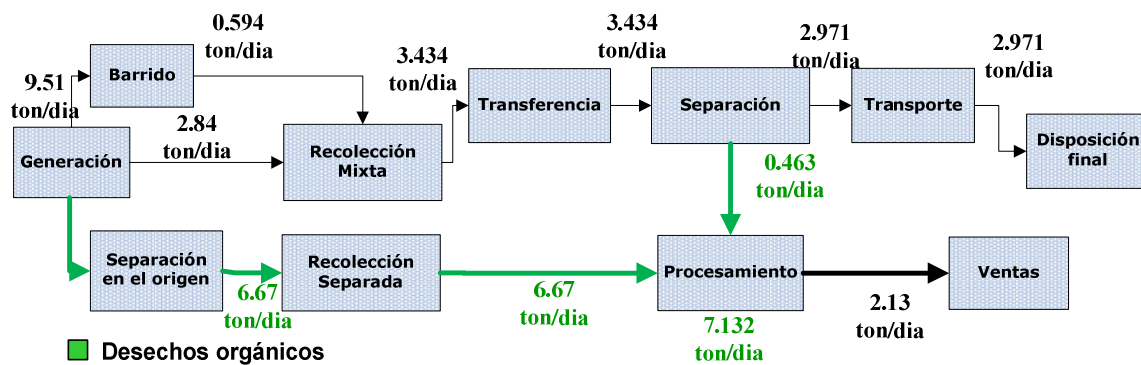 0.594
ton/dia
3.434
ton/dia
3.434
ton/dia
2.971
ton/dia
2.971
ton/dia
9.51
ton/dia
Barrido
Transferencia
Separación
Transporte
2.84
ton/dia
Generación
Recolección
Mixta
Disposición
final
0.463
ton/dia
Separación
en el origen
Recolección
Separada
Procesamiento
Ventas
6.67
ton/dia
6.67
ton/dia
7.132
ton/dia
2.13
ton/dia
Desechos orgánicos